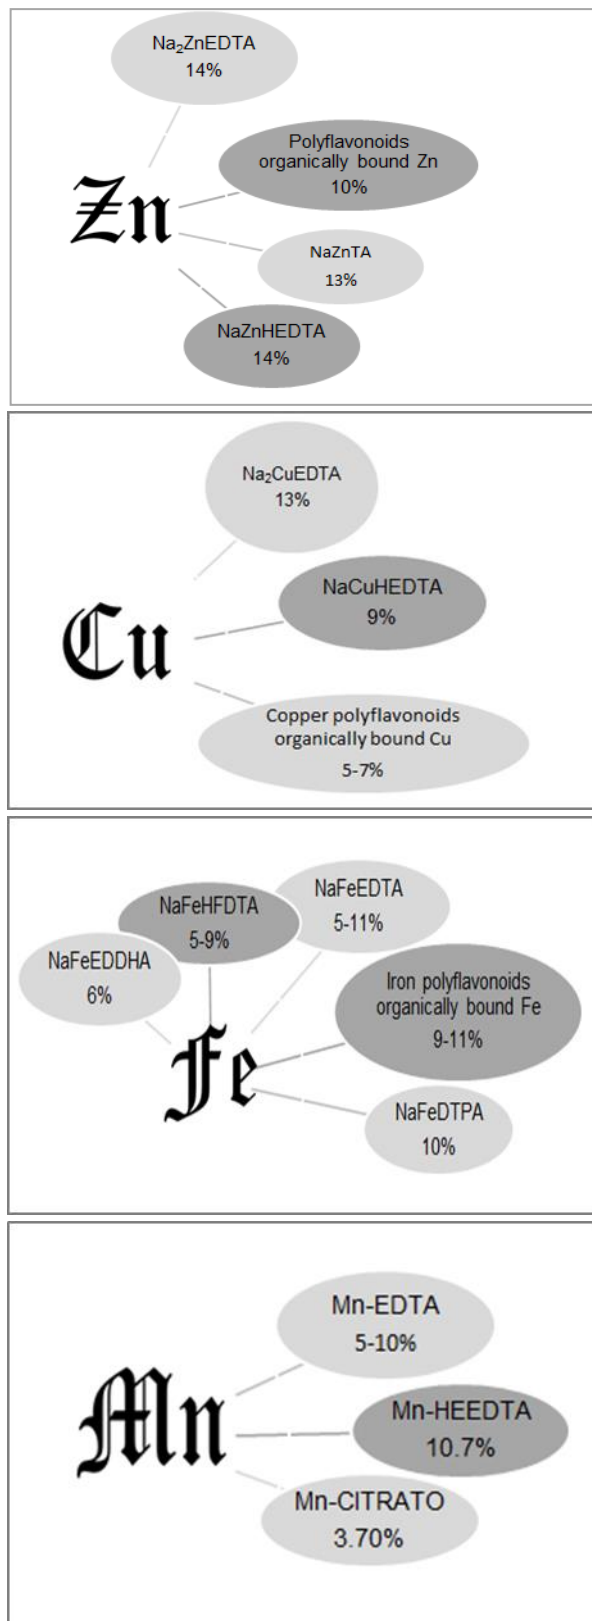 Na₂ZnEDTA
14%
Polyflavonoids
organically bound Zn
10%
Zn
NaZnTA
13%
NaZnHEDTA
14%
Na₂CuEDTA
13%
NaCuHEDTA
9%
Cu
Copper polyflavonoids
organically bound Cu
5-7%
NaFeEDTA
5-11%
NaFeHFDTA
5-9%
NaFeEDDHA
6%
Iron polyflavonoids
organically bound Fe
9-11%
Fe
NaFeDTPA
10%
Mn-EDTA
5-10%
Mn-HEEDTA
10.7%
Mn
Mn-CITRATO
3.70%